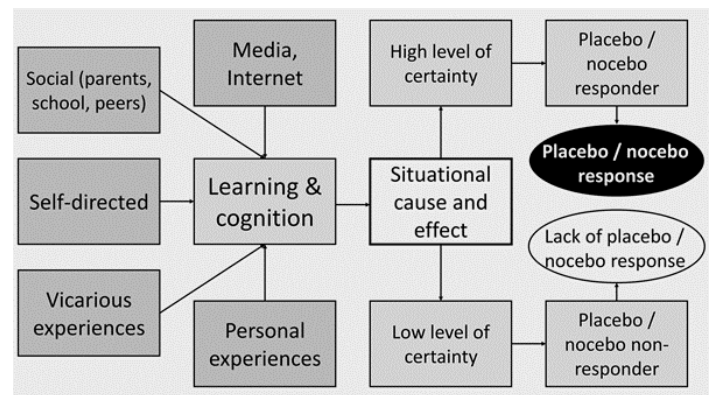 Social (parents,
school, peers)
Media,
Internet
Self-directed
Vicarious
experiences
Personal
experiences
Learning &
cognition
Situational
cause and
effect
High level of
certainty
Placebo /
nocebo
responder
Placebo / nocebo
response
Lack of placebo /
nocebo response
Low level of
certainty
Placebo /
nocebo non-
responder